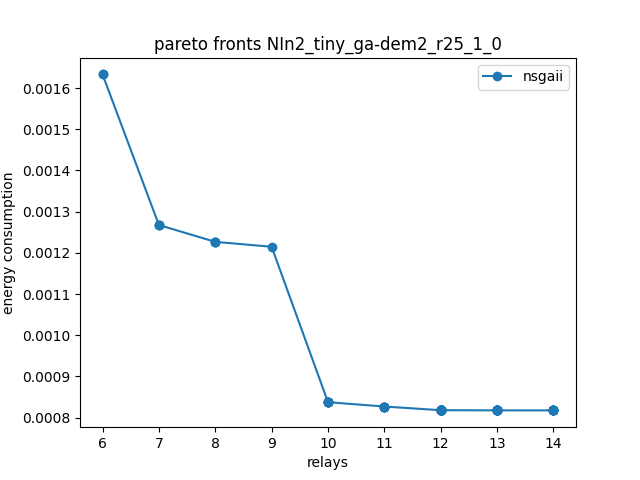 pareto fronts NIn2_tiny_ga-dem2_r25_1_0
nsgaii
0.0016
0.0015
0.0014
0.0013
0.0012
0.0011
0.0010
0.0009
0.0008
energy consumption
6 7 8 9 10 11 12 13 14
relays